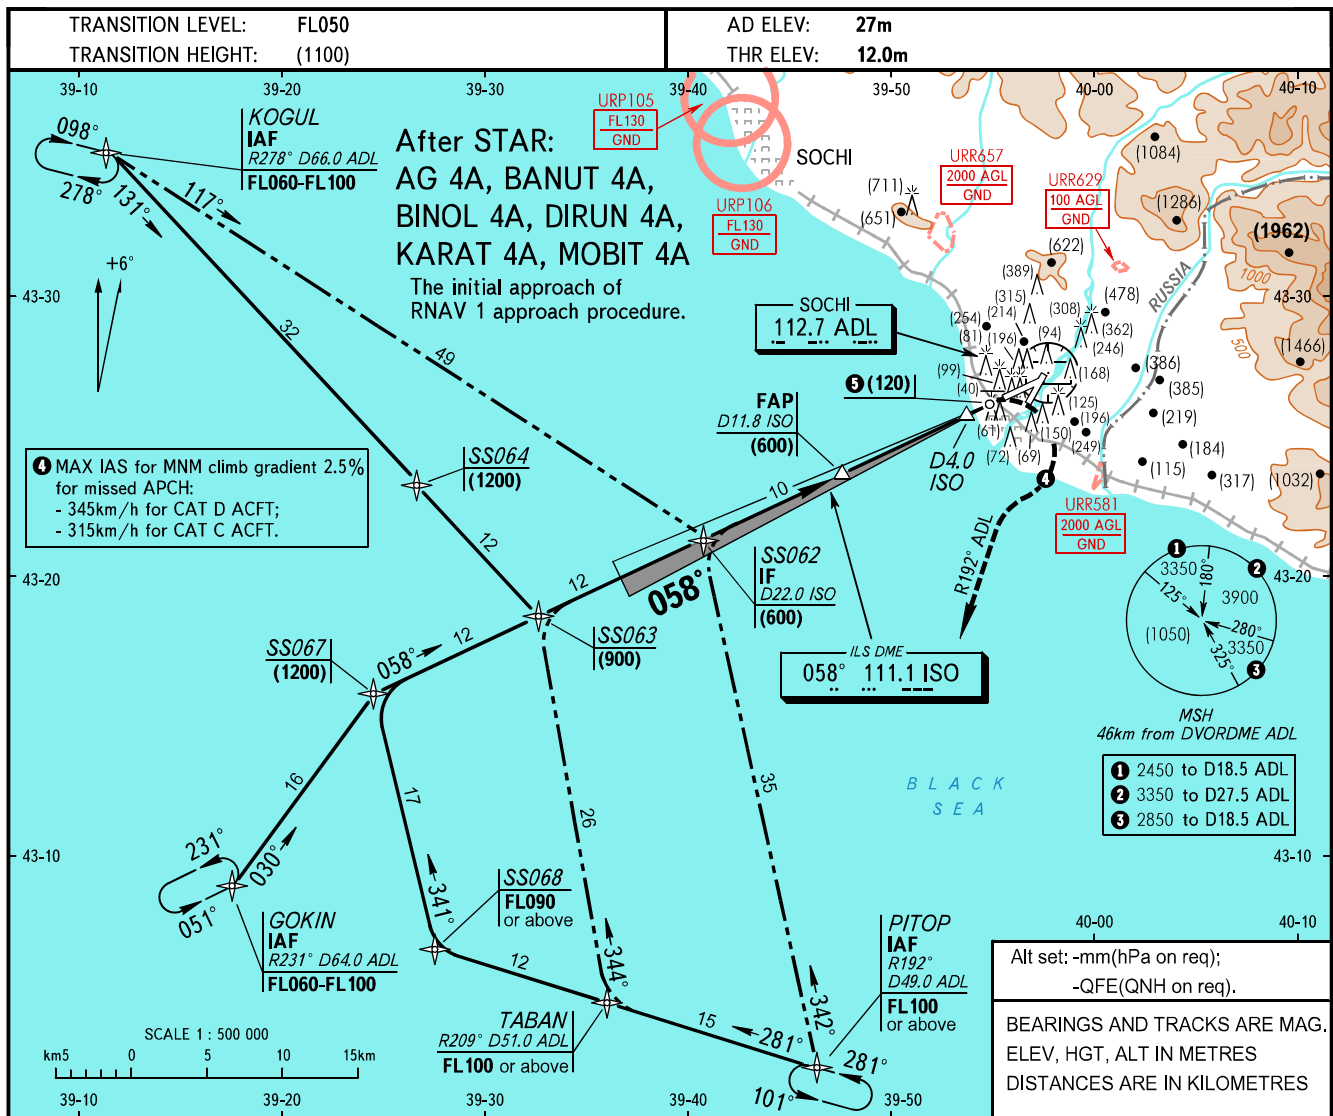 TRANSITION LEVEL: FL050
TRANSITION HEIGHT: (1100)
AD ELEV: 27m
THR ELEV: 12.0m
39-10 39-20 39-30 39-40 39-50 40-00 40-10
KOGUL
IAF
R278° D66.0 ADL
FL060-FL100
098°
278°
131°
117°
After STAR:
AG 4A, BANUT 4A,
BINOL 4A, DIRUN 4A,
KARAT 4A, MOBIT 4A
The initial approach of
RNAV 1 approach procedure.
URP105
FL130
GND
URP106
FL130
GND
SOCHI
URR657
2000 AGL
GND
URR629
100 AGL
GND
(1084)
(711)
(651)
(1286)
(1962)
(622)
(389)
(315)
(478)
(254)
(214)
(308)
(81)
(196)
(94)
(362)
(246)
(99)
(168)
(386)
(385)
(40)
(125)
(196)
(219)
(61)
(150)
(249)
(184)
(72)
(69)
(115)
(317)
(1032)
(1466)
1000
500
RUSSIA
+6°
43-30
43-30
SOCHI
112.7 ADL
5 (120)
FAP
D11.8 ISO
(600)
D4.0
ISO
4
R192° ADL
URR581
2000 AGL
GND
32
49
4 MAX IAS for MNM climb gradient 2.5%
for missed APCH:
- 345km/h for CAT D ACFT;
- 315km/h for CAT C ACFT.
SS064
(1200)
12
10
12
058°
SS062
IF
D22.0 ISO
(600)
43-20
43-20
SS063
(900)
SS067
(1200)
058°
12
ILS DME
058° 111.1 ISO
1
2
3
3350
180°
125°
3900
(1050)
280°
3350
325°
MSH
46km from DVORDME ADL
1 2450 to D18.5 ADL
2 3350 to D27.5 ADL
3 2850 to D18.5 ADL
BLACK
SEA
16
17
26
35
43-10
43-10
231°
030°
051°
GOKIN
IAF
R231° D64.0 ADL
FL060-FL100
341°
SS068
FL090
or above
12
344°
TABAN
R209° D51.0 ADL
FL100 or above
15
281°
342°
281°
101°
PITOP
IAF
R192°
D49.0 ADL
FL100
or above
40-00 40-10
Alt set: -mm(hPa on req);
-QFE(QNH on req).
BEARINGS AND TRACKS ARE MAG.
ELEV, HGT, ALT IN METRES
DISTANCES ARE IN KILOMETRES
SCALE 1 : 500 000
km5 0 5 10 15km
39-10 39-20 39-30 39-40 39-50